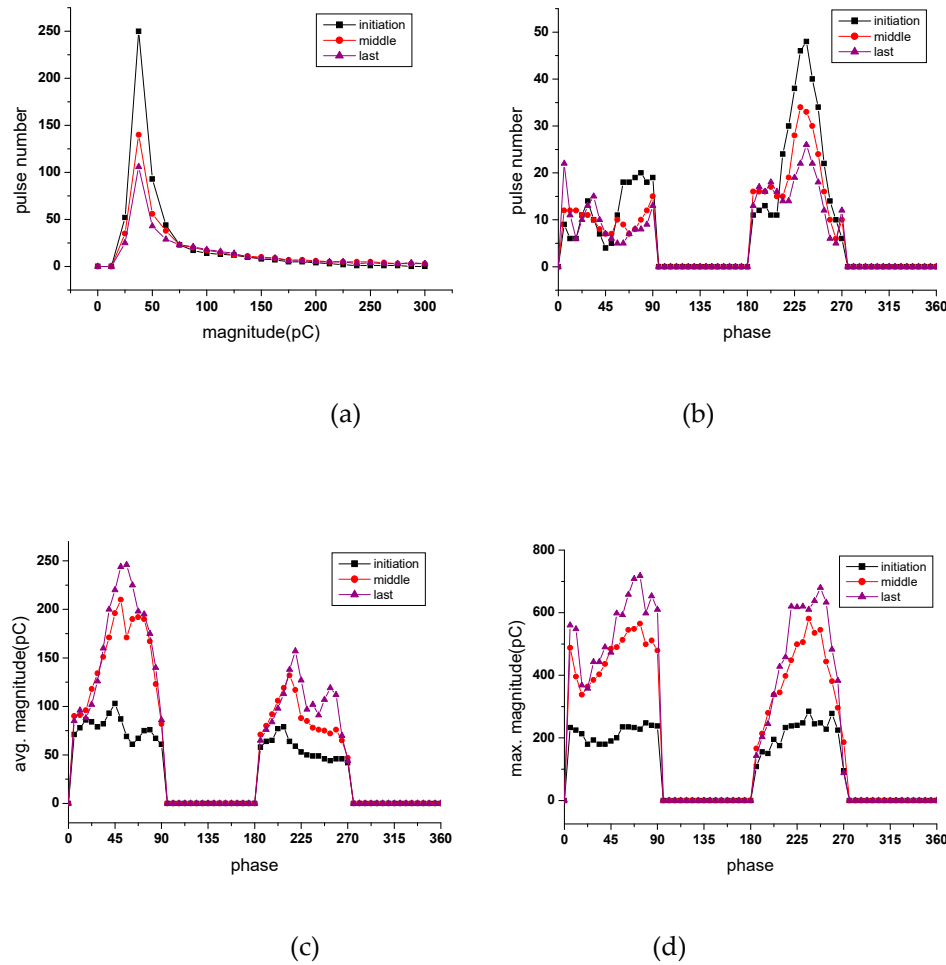 initiation
middle
last
250
200
150
100
50
0
pulse number
0 50 100 150 200 250 300
magnitude(pC)
(a)
initiation
middle
last
50
40
30
20
10
0
pulse number
0 45 90 135 180 225 270 315 360
phase
(b)
initiation
middle
last
250
200
150
100
50
0
avg. magnitude(pC)
0 45 90 135 180 225 270 315 360
phase
(c)
initiation
middle
last
800
600
400
200
0
max. magnitude(pC)
0 45 90 135 180 225 270 315 360
phase
(d)